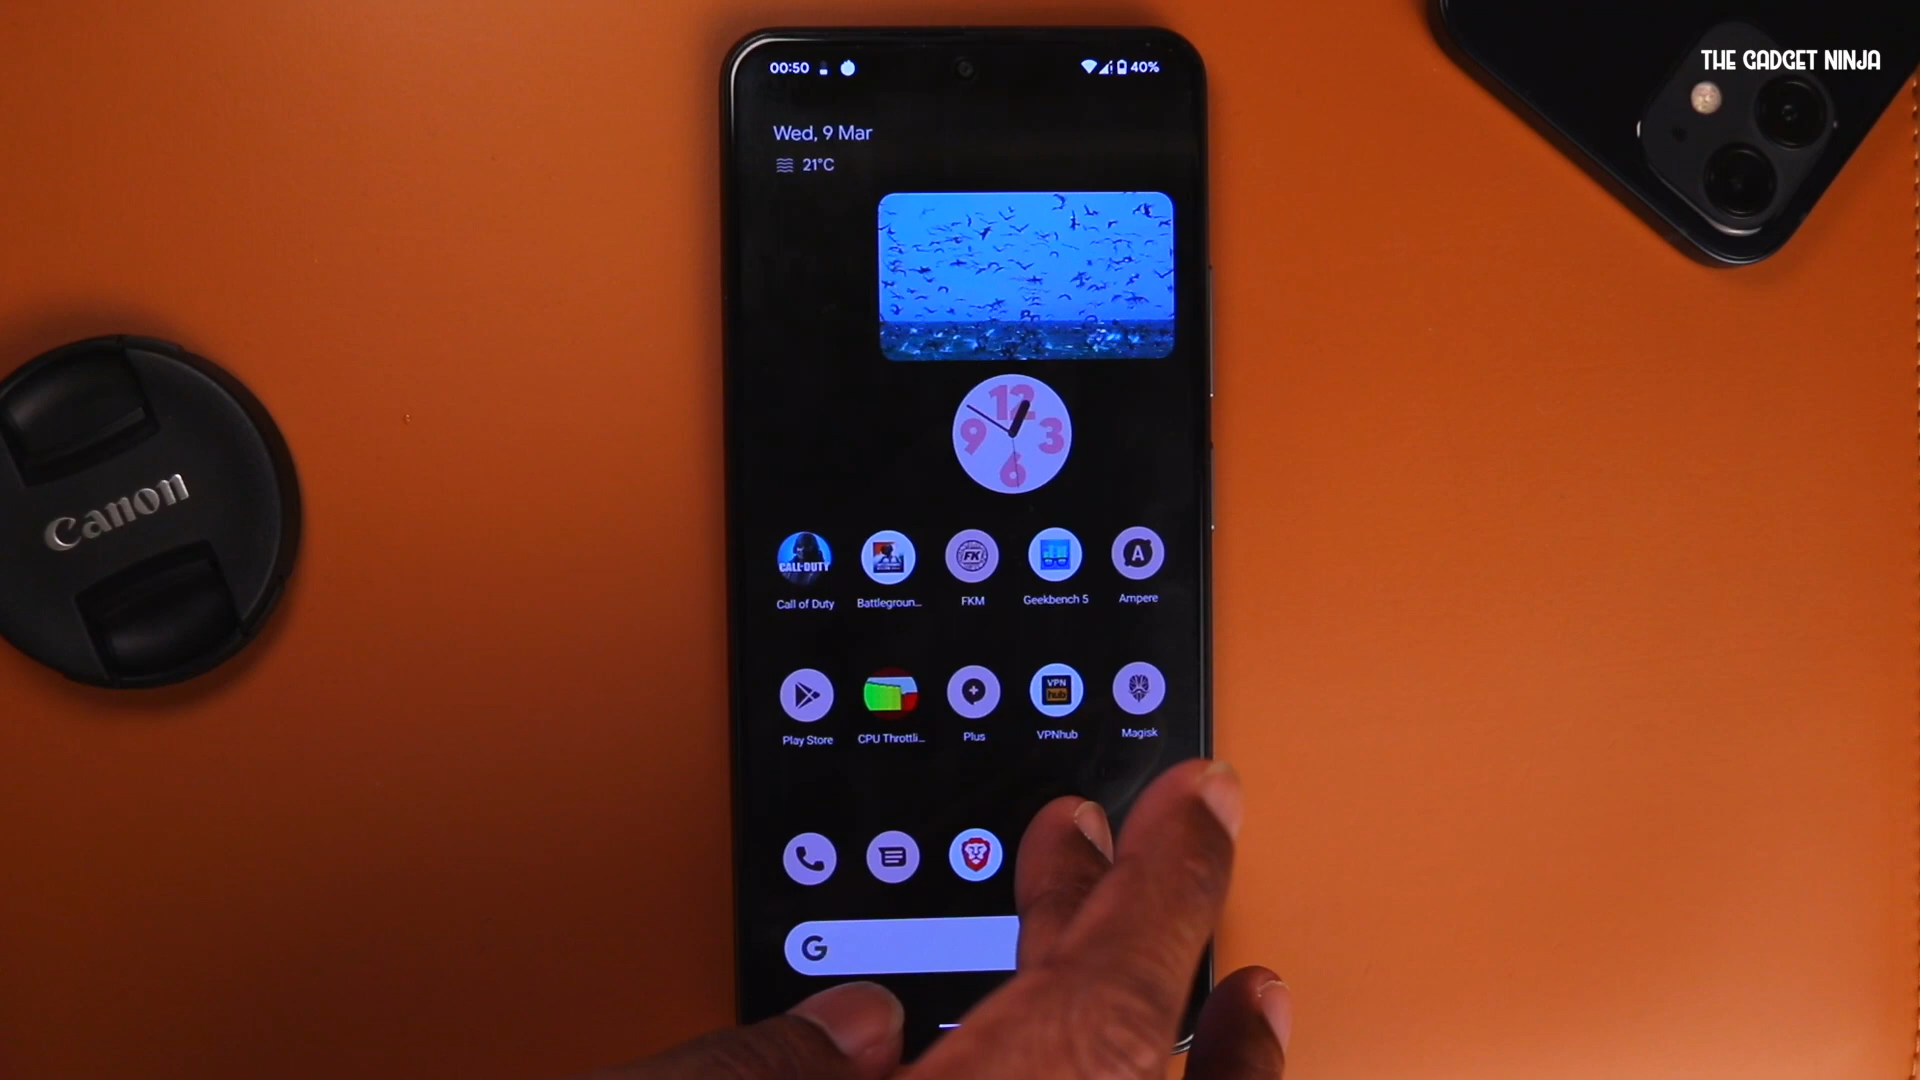 THE GADGET NINJA
00:50
40%
Wed, 9 Mar
21°C
12
9
3
6
CALL OF DUTY
FK
A
Call of Duty
Battlegroun...
FKM
Geekbench 5
Ampere
VPN
hub
Play Store
CPU Throttli...
Plus
VPNhub
Magisk
G
Canon